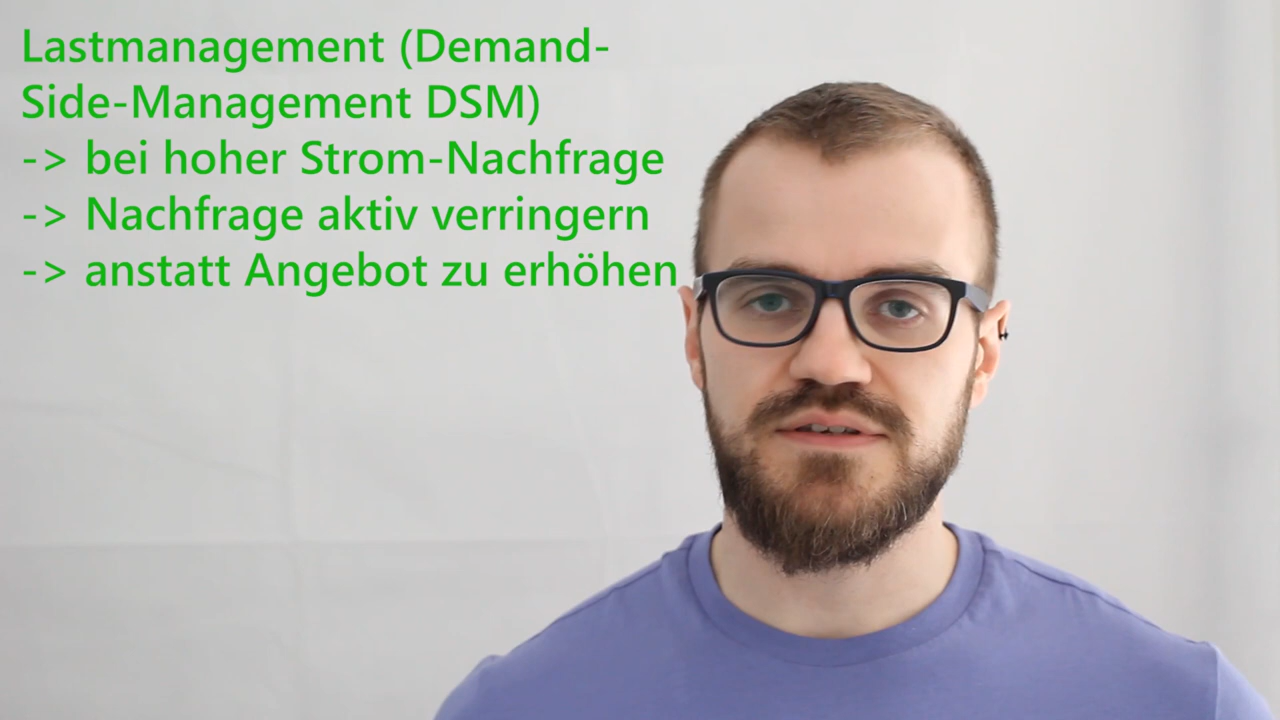 Lastmanagement (Demand-
Side-Management DSM)
-> bei hoher Strom-Nachfrage
-> Nachfrage aktiv verringern
-> anstatt Angebot zu erhöhen